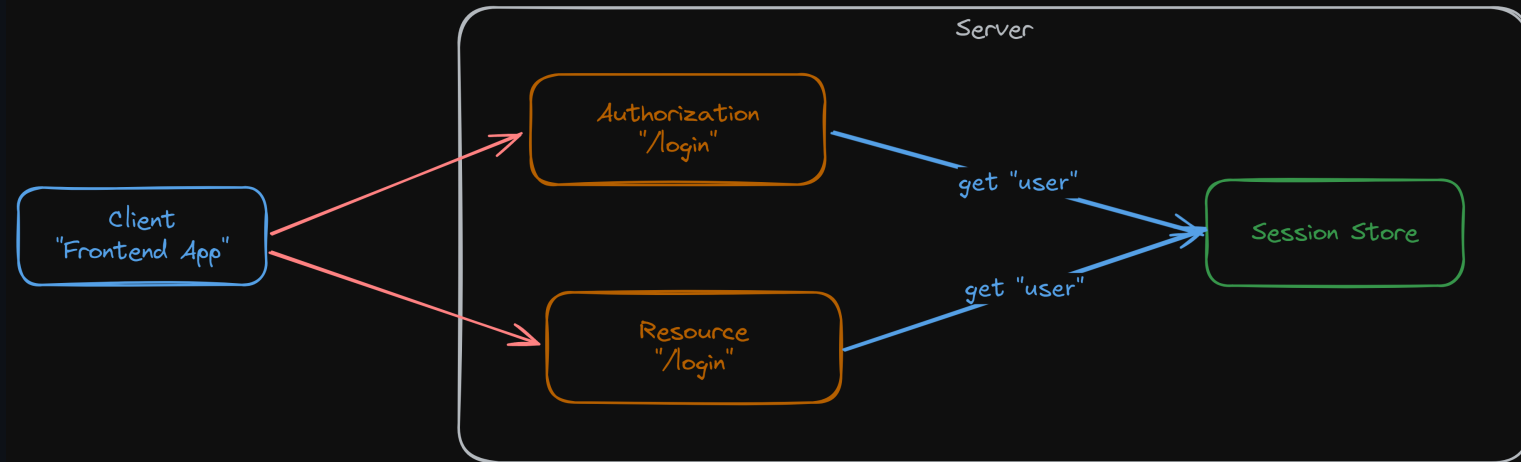 Server
Authorization
"/login"
get "user"
Client
"Frontend App"
Session Store
get "user"
Resource
"/login"